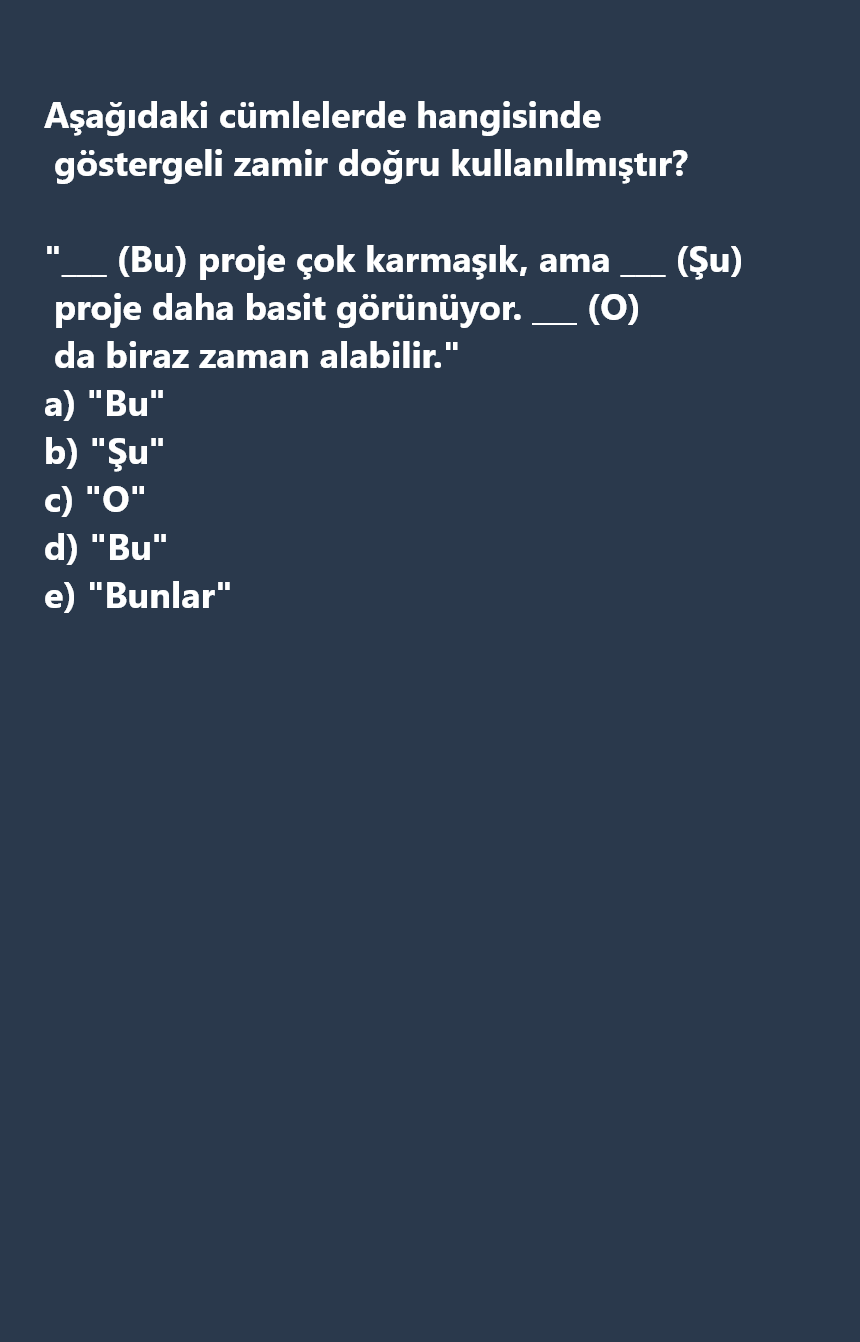 Aşağıdaki cümlelerde hangisinde
göstergeli zamir doğru kullanılmıştır?
"___ (Bu) proje çok karmaşık, ama ___ (Şu)
proje daha basit görünüyor. ___ (O)
da biraz zaman alabilir."
a) "Bu"
b) "Şu"
c) "O"
d) "Bu"
e) "Bunlar"